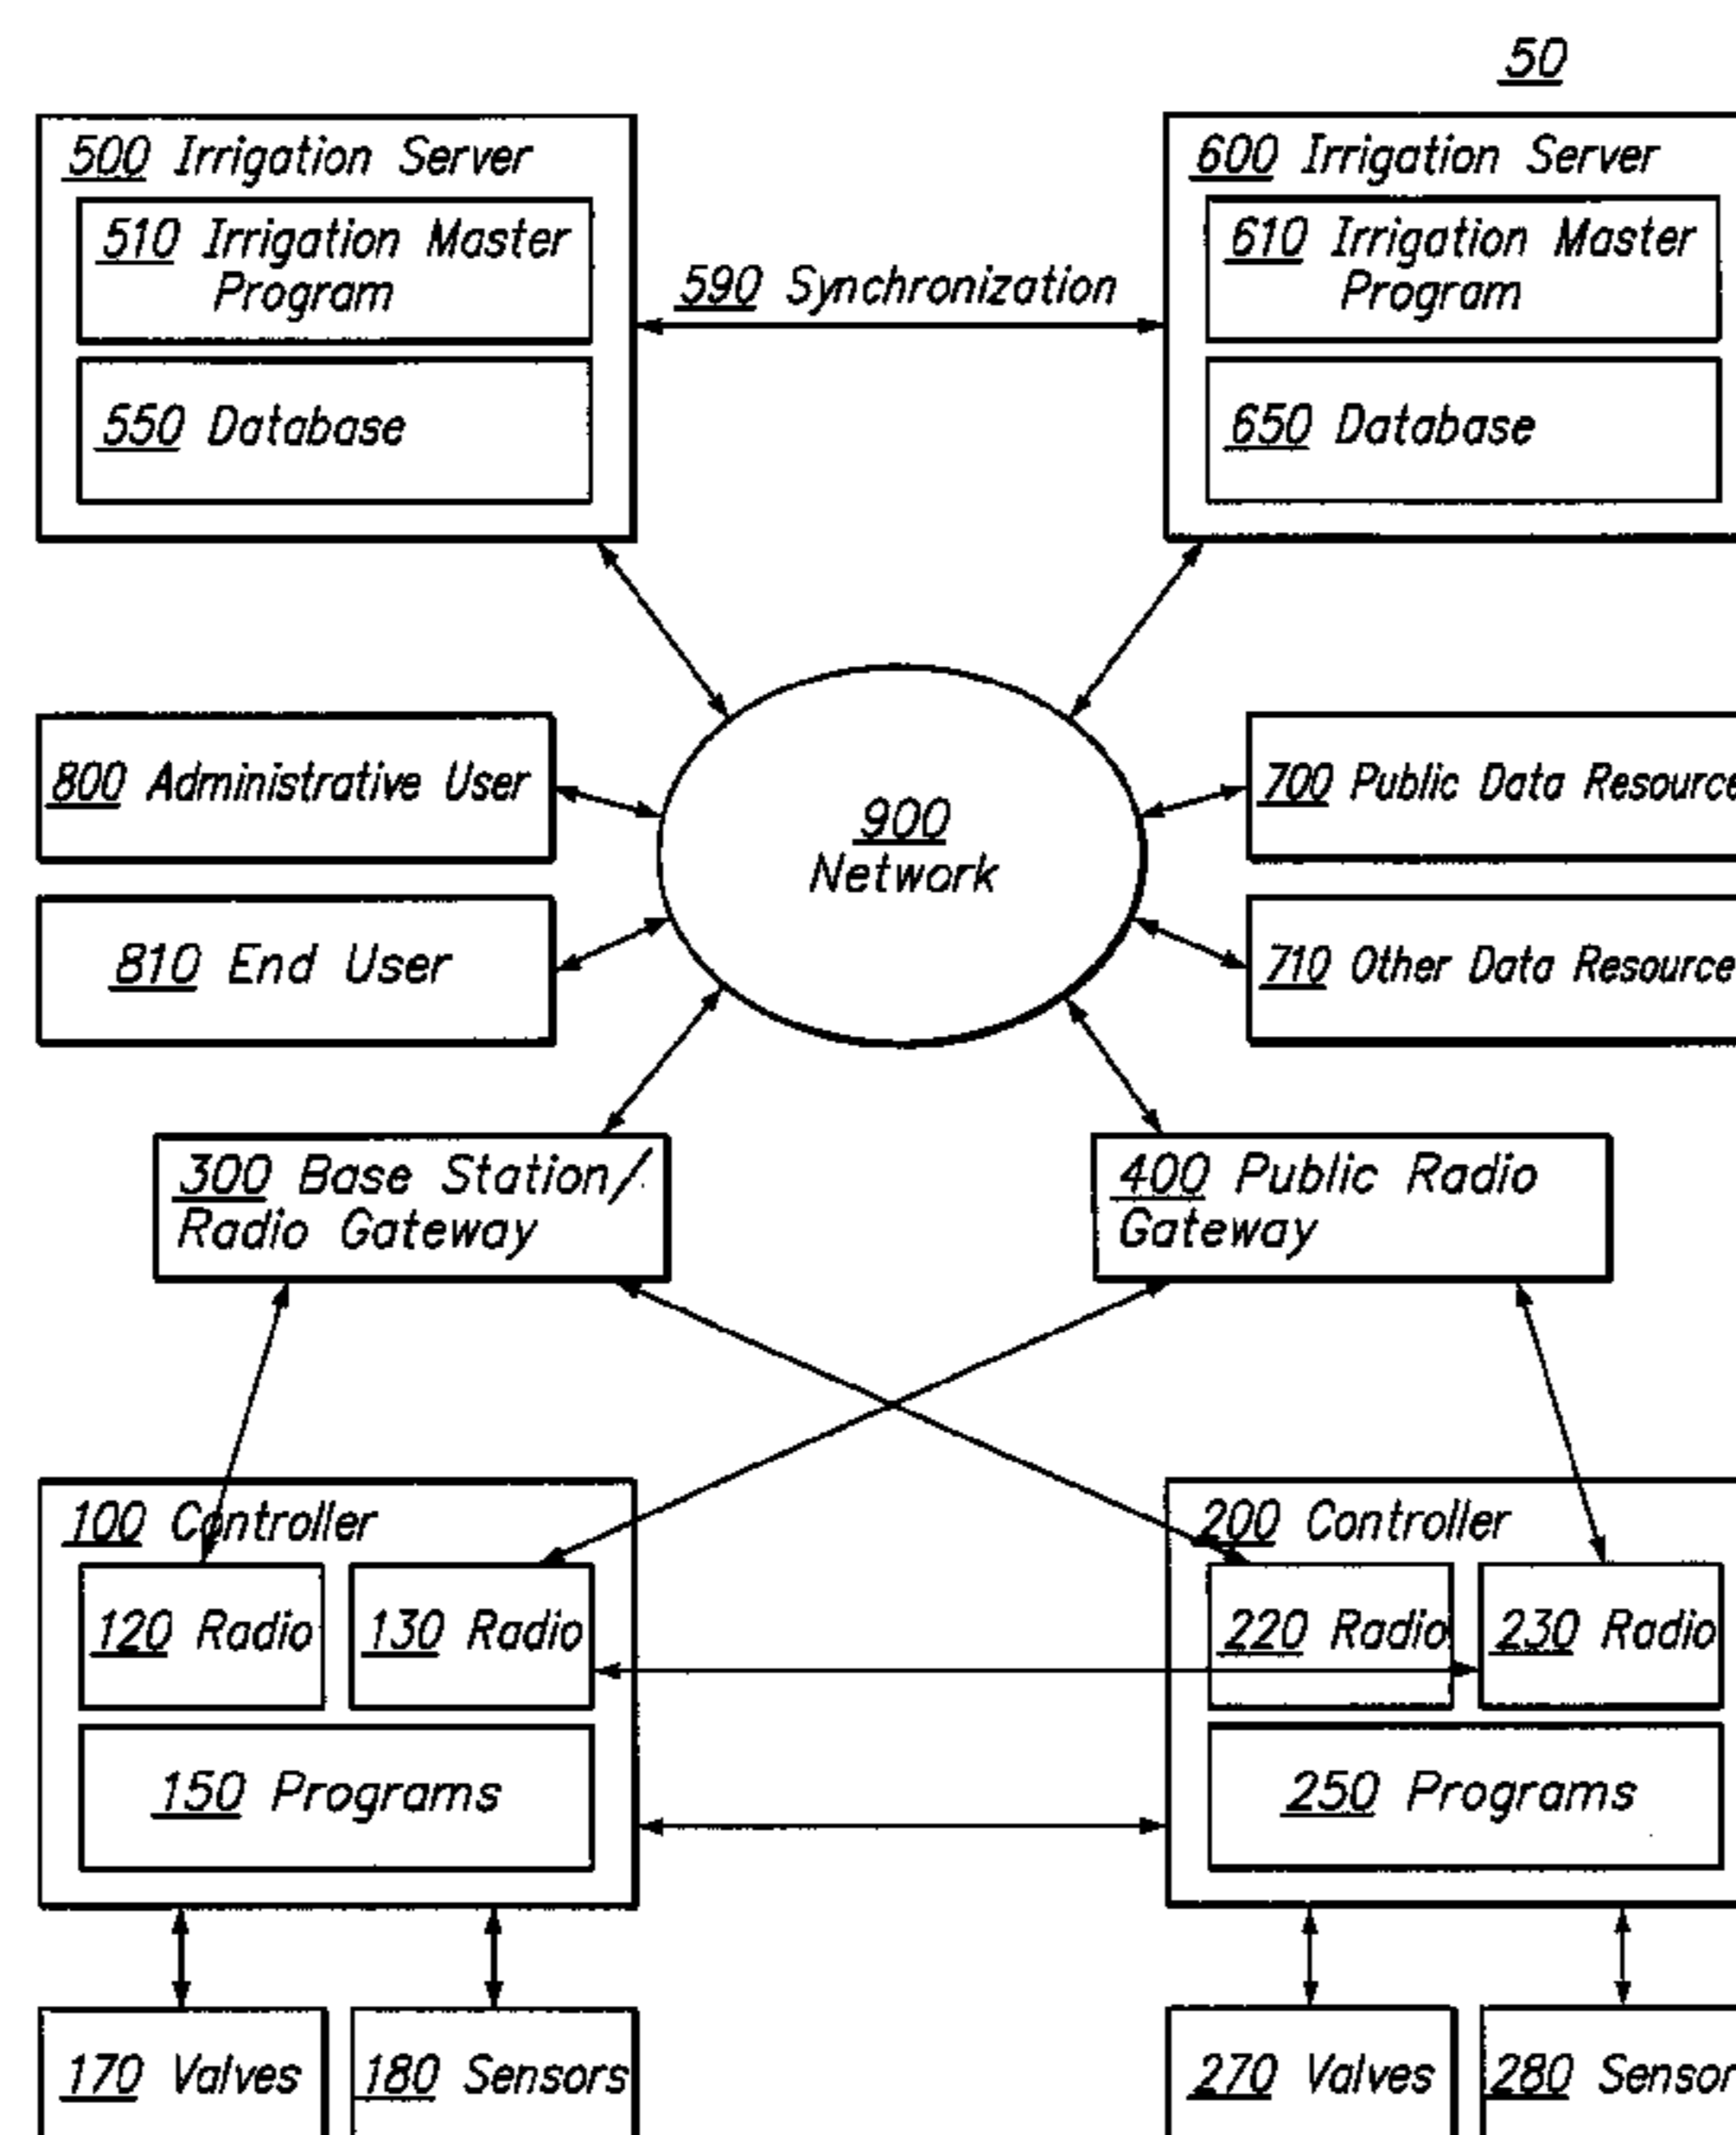 50
500 Irrigation Server
510 Irrigation Master
Program
550 Database
590 Synchronization
600 Irrigation Server
610 Irrigation Master
Program
650 Database
800 Administrative User
810 End User
900
Network
700 Public Data Resource
710 Other Data Resource
300 Base Station/
Radio Gateway
400 Public Radio
Gateway
100 Controller
120 Radio
130 Radio
150 Programs
200 Controller
220 Radio
230 Radio
250 Programs
170 Valves
180 Sensors
270 Valves
280 Sensor